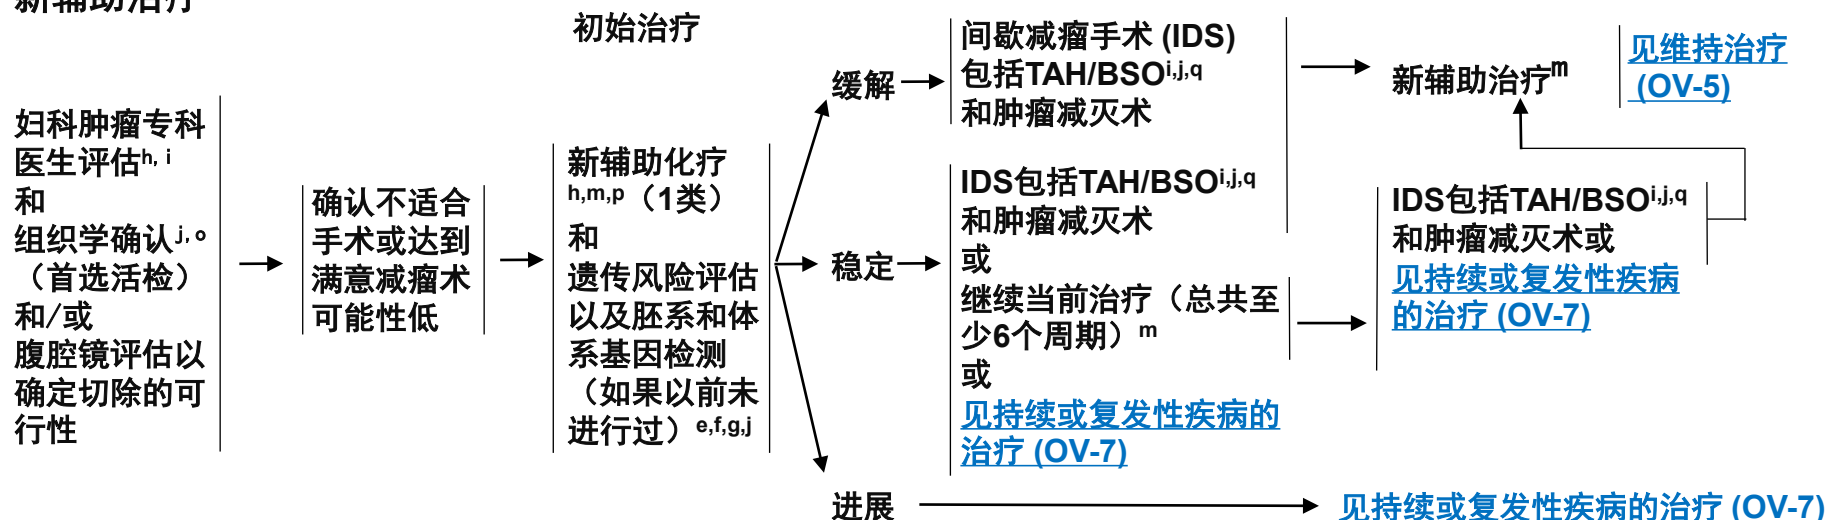 新辅助治疗
初始治疗
妇科肿瘤专科
医生评估h, i
和
组织学确认j, o
（首选活检）
和/或
腹腔镜评估以
确定切除的可
行性
确认不适合
手术或达到
满意减瘤术
可能性低
新辅助化疗
h,m,p（1类）
和
遗传风险评估
以及胚系和体
系基因检测
（如果以前未
进行过）e,f,g,j
缓解
间歇减瘤手术 (IDS)
包括TAH/BSOi,j,q
和肿瘤减灭术
新辅助治疗m
见维持治疗
(OV-5)
稳定
IDS包括TAH/BSOi,j,q
和肿瘤减灭术
或
继续当前治疗（总共至
少6个周期）m
或
见持续或复发性疾病的
治疗 (OV-7)
IDS包括TAH/BSOi,j,q
和肿瘤减灭术或
见持续或复发性疾病
的治疗 (OV-7)
进展
见持续或复发性疾病的治疗 (OV-7)